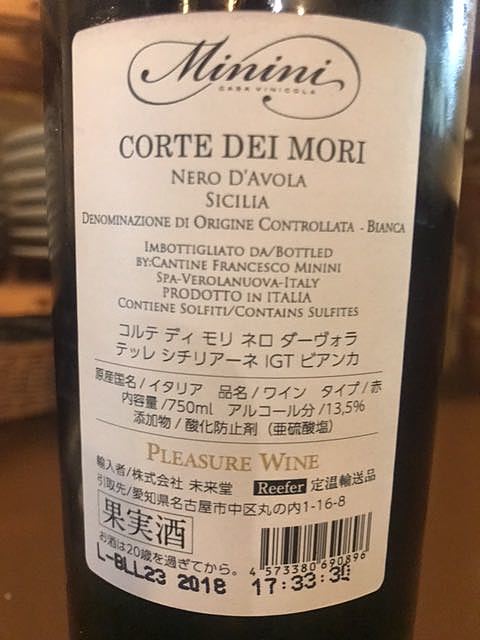 Minini
CASA VINICOLA
CORTE DEI MORI
NERO D'AVOLA
SICILIA
DENOMINAZIONE DI ORIGINE CONTROLLATA - BIANCA
IMBOTTIGLIATO DA/BOTTLED
BY:CANTINE FRANCESCO MININI
SPA-VEROLANUOVA-ITALY
PRODOTTO IN ITALIA
CONTIENE SOLFITI/CONTAINS SULFITES
コルテ ディ モリ ネロ ダーヴォラ
テッレ シチリアーネ IGT ビアンカ
原産国名/イタリア 品名/ワイン タイプ/赤
内容量/750ml アルコール分/13,5%
添加物/酸化防止剤（亜硫酸塩）
PLEASURE WINE
輸入者/株式会社 未来堂 Reefer 定温輸送品
引取先/愛知県名古屋市中区丸の内1-16-8
果実酒
お酒は20歳を過ぎてから。
4 573380 690896
L-BLL23 2018 17:33:36